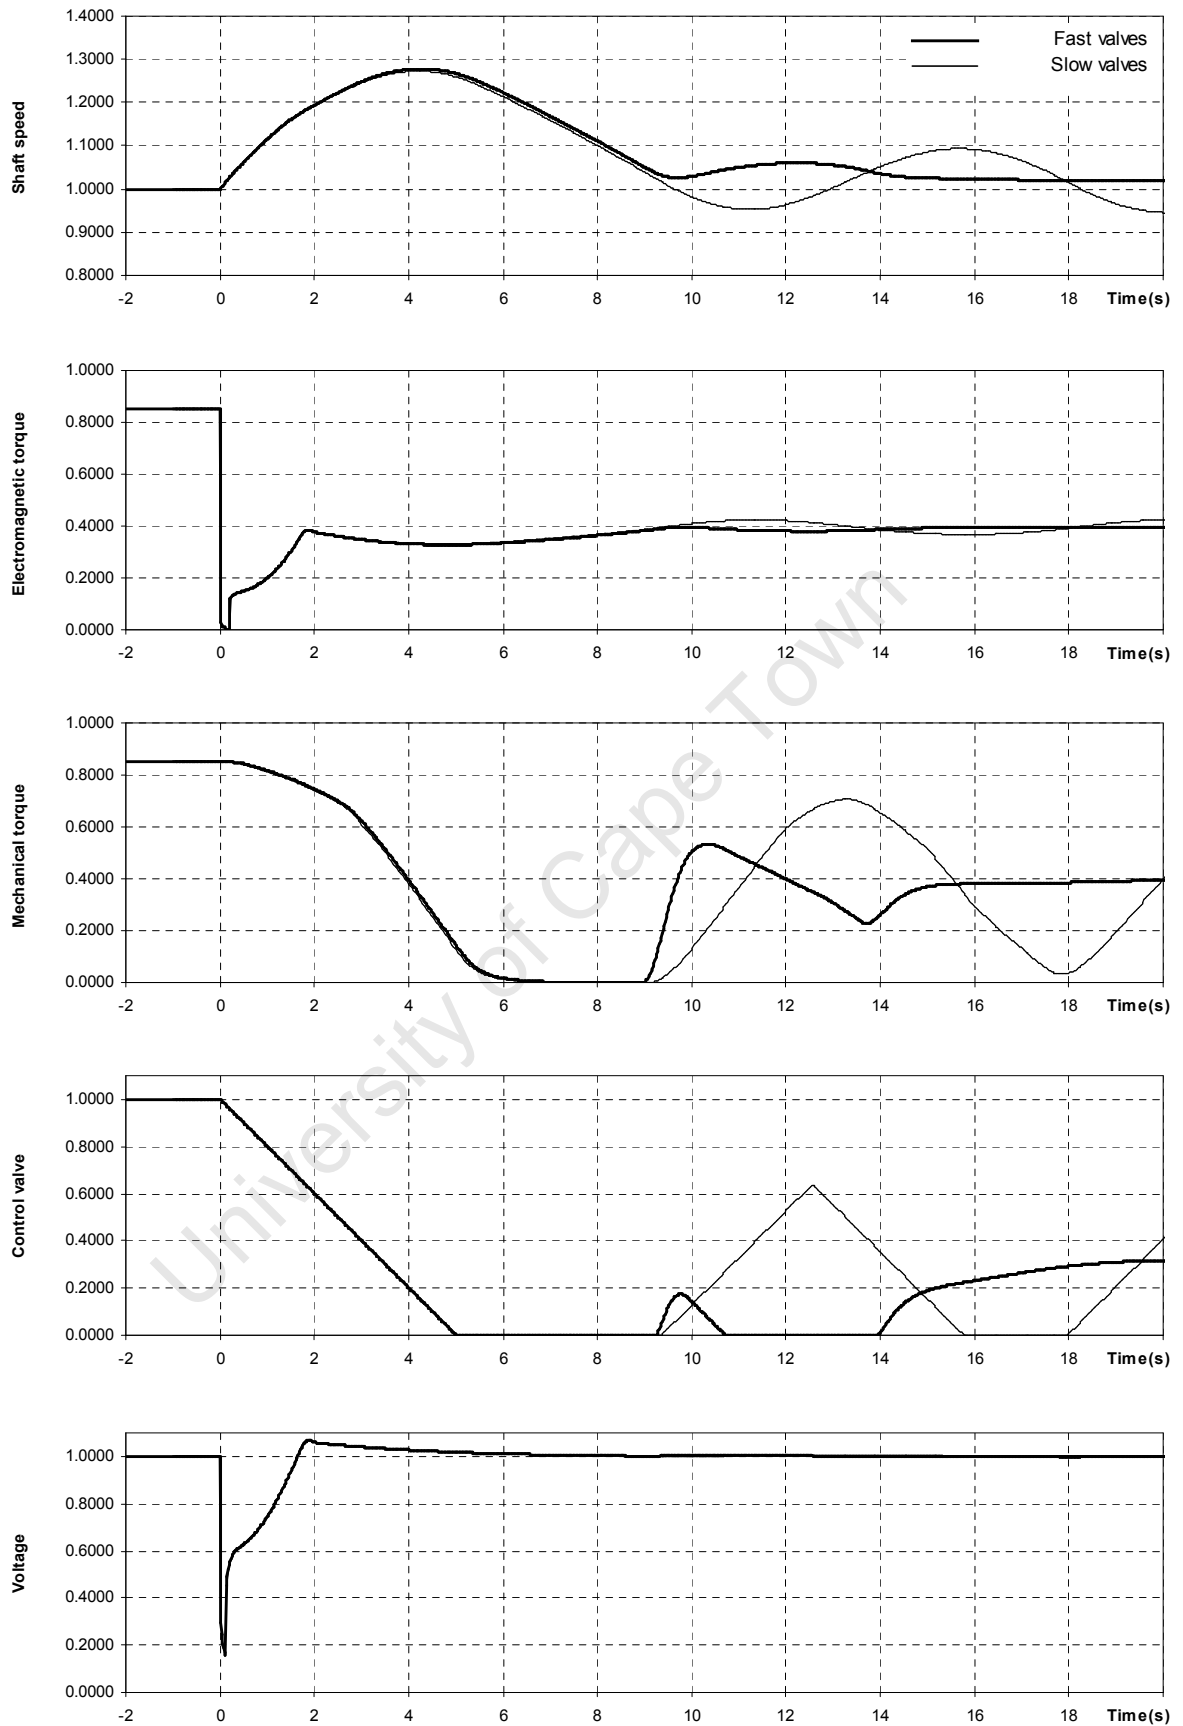 1.4000
Fast valves
1.3000
Slow valves
1.2000
1.1000
Shaft speed
1.0000
0.9000
0.8000
-2 0 2 4 6 8 10 12 14 16 18 Time(s)
1.0000
0.8000
0.6000
Electromagnetic torque
0.4000
0.2000
0.0000
-2 0 2 4 6 8 10 12 14 16 18 Time(s)
1.0000
0.8000
0.6000
Mechanical torque
0.4000
0.2000
0.0000
-2 0 2 4 6 8 10 12 14 16 18 Time(s)
1.0000
0.8000
0.6000
Control valve
0.4000
0.2000
0.0000
-2 0 2 4 6 8 10 12 14 16 18 Time(s)
1.0000
0.8000
0.6000
Voltage
0.4000
0.2000
0.0000
-2 0 2 4 6 8 10 12 14 16 18 Time(s)
University of Cape Town